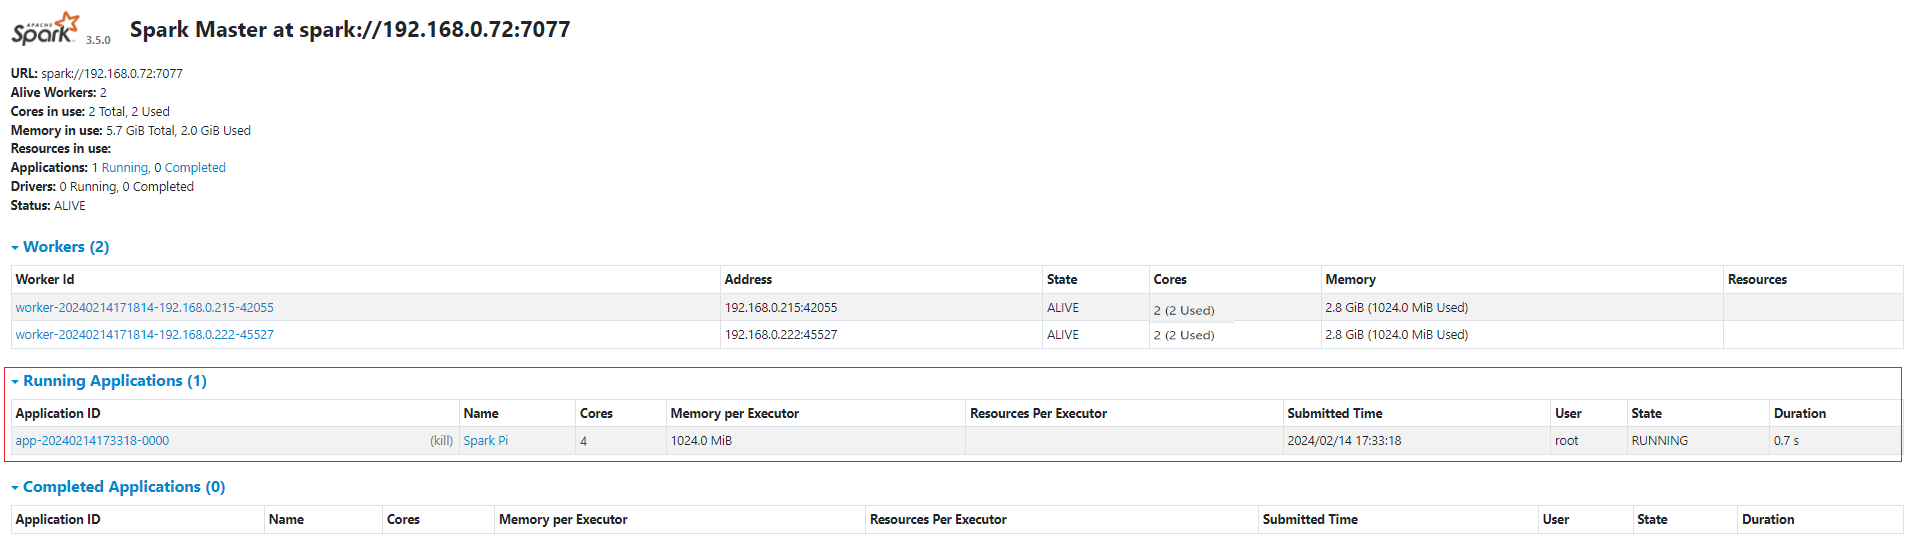 APACHE
Spark 3.5.0 Spark Master at spark://192.168.0.72:7077
URL: spark://192.168.0.72:7077
Alive Workers: 2
Cores in use: 2 Total, 2 Used
Memory in use: 5.7 GiB Total, 2.0 GiB Used
Resources in use:
Applications: 1 Running, 0 Completed
Drivers: 0 Running, 0 Completed
Status: ALIVE
Workers (2)
Worker Id Address State Cores Memory Resources
worker-20240214171814-192.168.0.215-42055 192.168.0.215:42055 ALIVE 2 (2 Used) 2.8 GiB (1024.0 MiB Used)
worker-20240214171814-192.168.0.222-45527 192.168.0.222:45527 ALIVE 2 (2 Used) 2.8 GiB (1024.0 MiB Used)
Running Applications (1)
Application ID Name Cores Memory per Executor Resources Per Executor Submitted Time User State Duration
app-20240214173318-0000 (kill) Spark Pi 4 1024.0 MiB 2024/02/14 17:33:18 root RUNNING 0.7 s
Completed Applications (0)
Application ID Name Cores Memory per Executor Resources Per Executor Submitted Time User State Duration